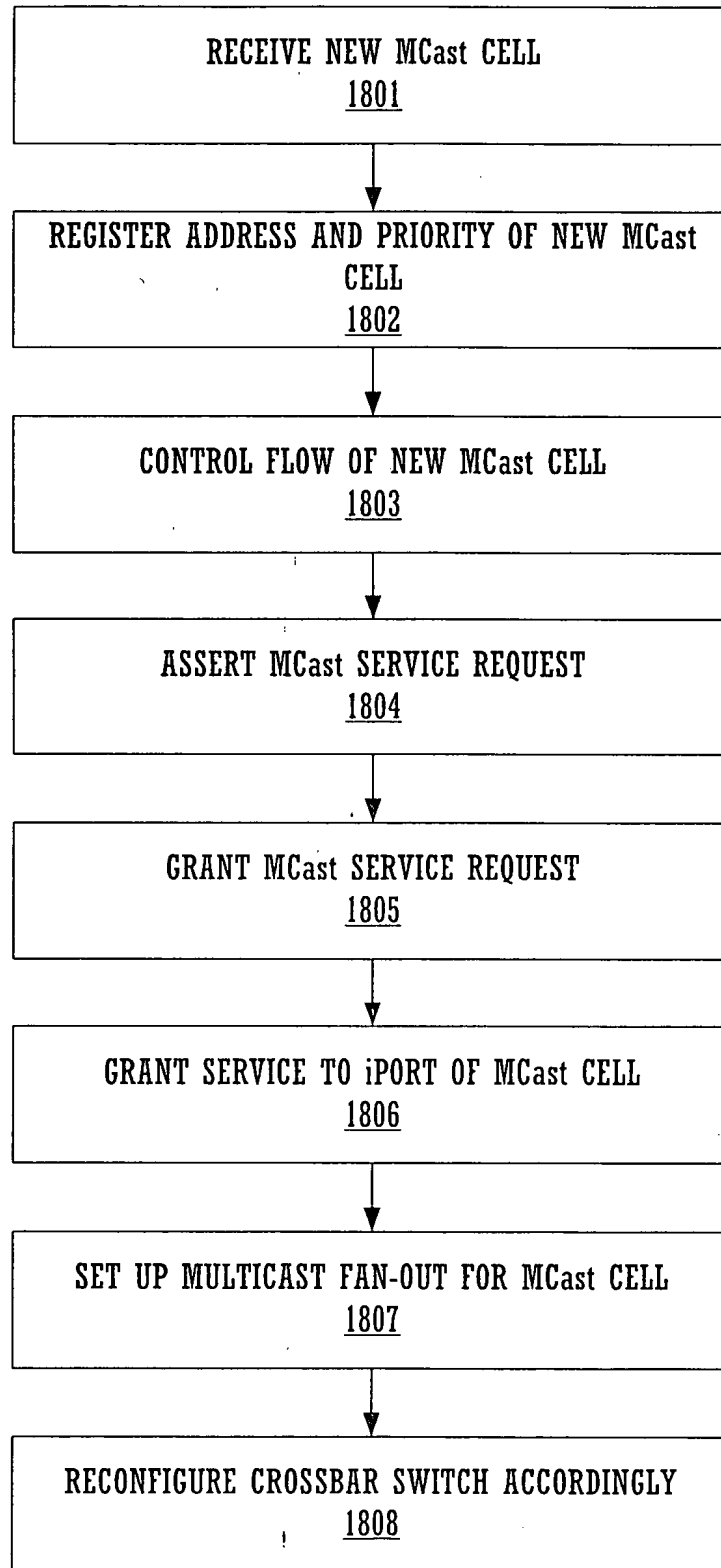 RECEIVE NEW MCast CELL
1801
REGISTER ADDRESS AND PRIORITY OF NEW MCast
CELL
1802
CONTROL FLOW OF NEW MCast CELL
1803
ASSERT MCast SERVICE REQUEST
1804
GRANT MCast SERVICE REQUEST
1805
GRANT SERVICE TO iPORT OF MCast CELL
1806
SET UP MULTICAST FAN-OUT FOR MCast CELL
1807
RECONFIGURE CROSSBAR SWITCH ACCORDINGLY
1808